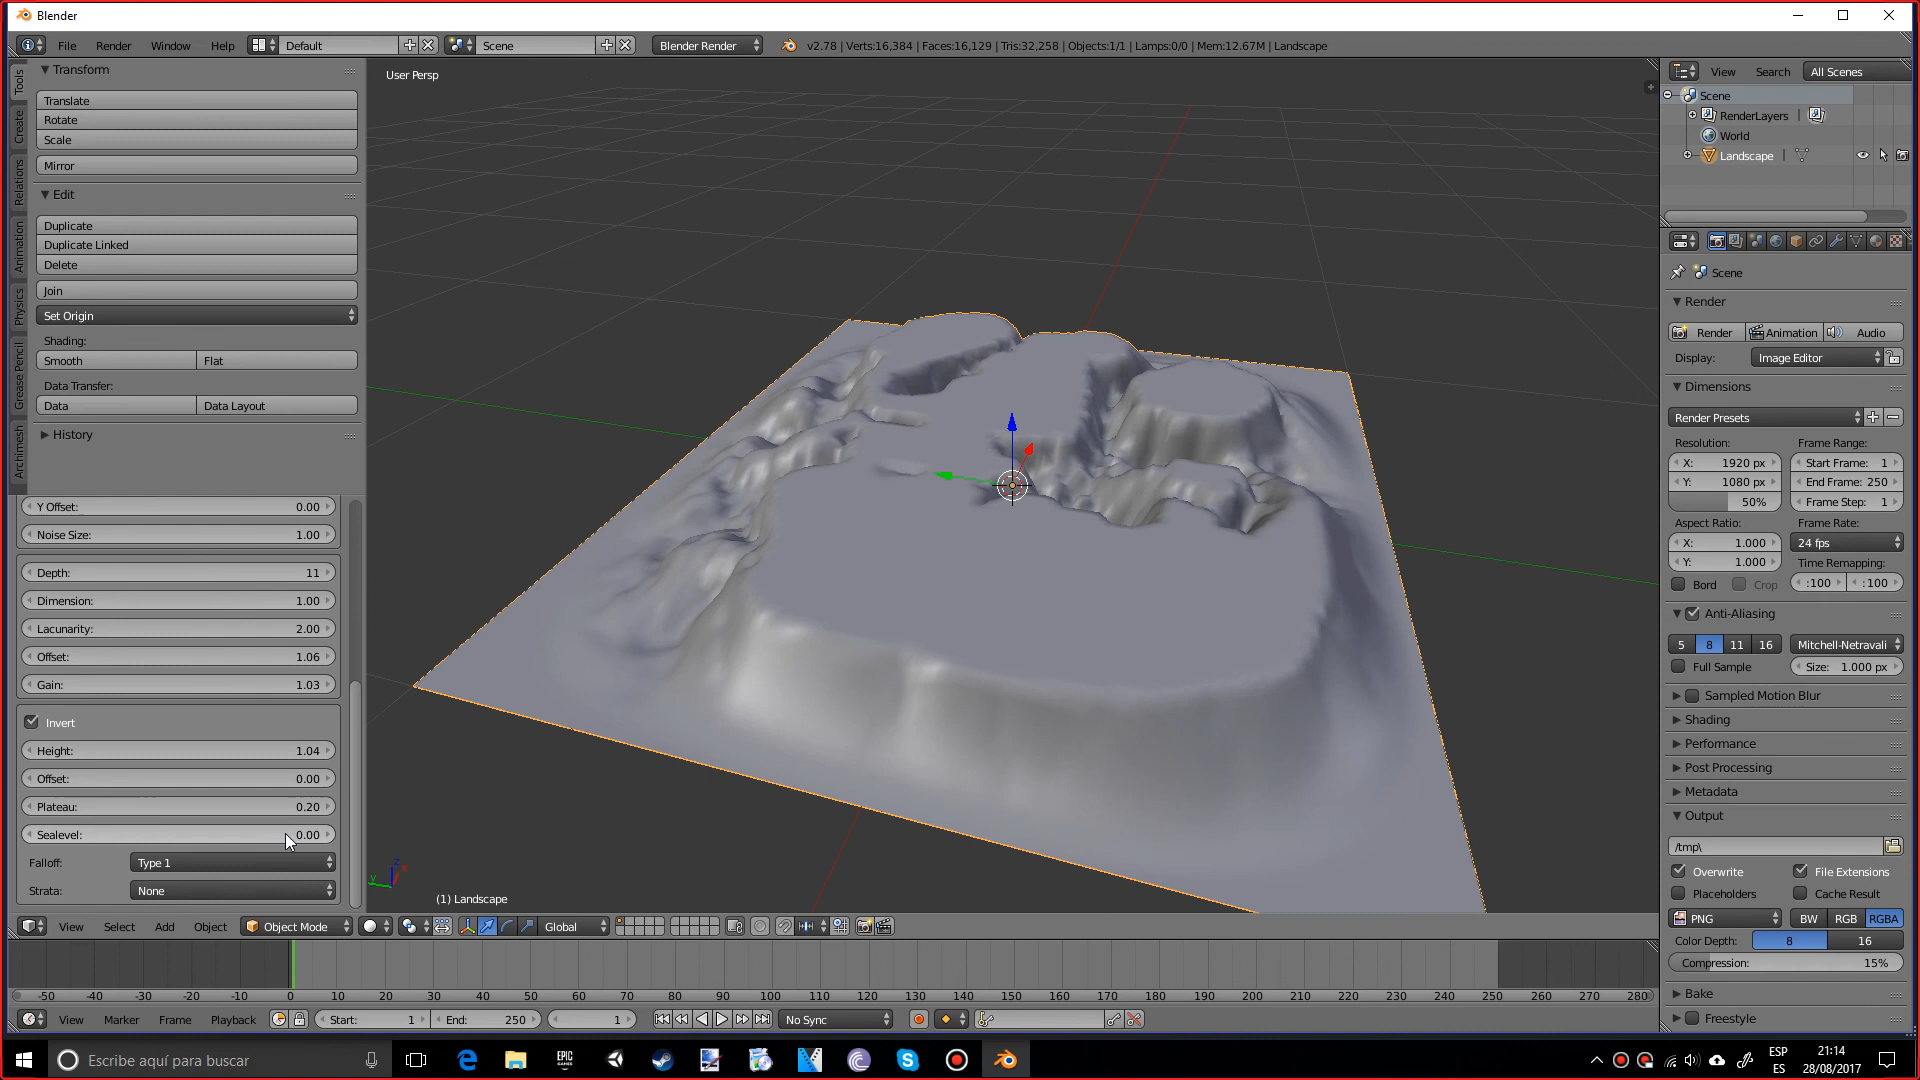 Blender
File Render Window Help Default Scene Blender Render v2.78 | Verts:16,384 | Faces:16,129 | Tris:32,258 | Objects:1/1 | Lamps:0/0 | Mem:12.67M | Landscape
Tools
Create
Relations
Animation
Physics
Grease Pencil
Archimesh
Transform
Translate
Rotate
Scale
Mirror
Edit
Duplicate
Duplicate Linked
Delete
Join
Set Origin
Shading:
Smooth Flat
Data Transfer:
Data Data Layout
History
Y Offset: 0.00
Noise Size: 1.00
Depth: 11
Dimension: 1.00
Lacunarity: 2.00
Offset: 1.06
Gain: 1.03
Invert
Height: 1.04
Offset: 0.00
Plateau: 0.20
Sealevel: 0.00
Falloff: Type 1
Strata: None
User Persp
z
y
(1) Landscape
View Select Add Object Object Mode Global
View Search All Scenes
Scene
RenderLayers
World
Landscape
Scene
Render
Render Animation Audio
Display: Image Editor
Dimensions
Render Presets
Resolution: Frame Range:
X: 1920 px Start Frame: 1
Y: 1080 px End Frame: 250
50% Frame Step: 1
Aspect Ratio: Frame Rate:
X: 1.000 24 fps
Y: 1.000 Time Remapping:
Bord Crop :100 :100
Anti-Aliasing
5 8 11 16 Mitchell-Netravali
Full Sample Size: 1.000 px
Sampled Motion Blur
Shading
Performance
Post Processing
Metadata
Output
/tmp\
Overwrite File Extensions
Placeholders Cache Result
PNG BW RGB RGBA
Color Depth: 8 16
Compression: 15%
Bake
Freestyle
-50 -40 -30 -20 -10 0 10 20 30 40 50 60 70 80 90 100 110 120 130 140 150 160 170 180 190 200 210 220 230 240 250 260 270 280
View Marker Frame Playback Start: 1 End: 250 1 No Sync
Escribe aquí para buscar
EPIC GAMES
ESP
ES
21:14
28/08/2017